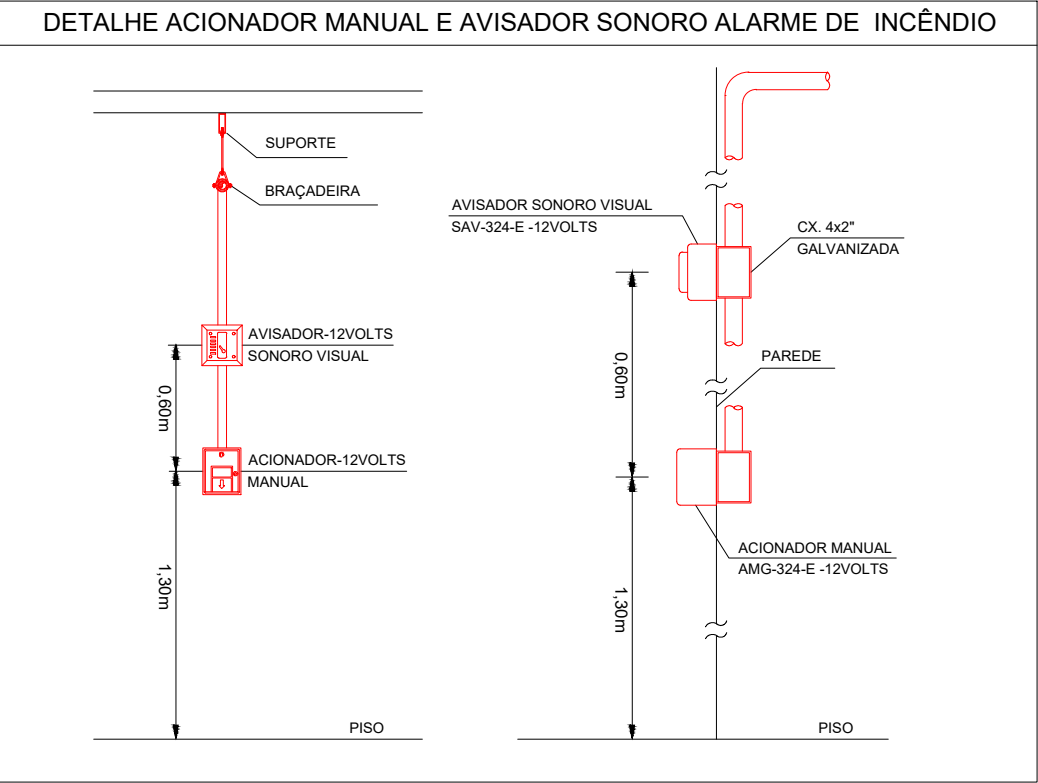 DETALHE ACIONADOR MANUAL E AVISADOR SONORO ALARME DE INCÊNDIO
SUPORTE
BRAÇADEIRA
AVISADOR-12VOLTS
SONORO VISUAL
0,60m
ACIONADOR-12VOLTS
MANUAL
1,30m
PISO
AVISADOR SONORO VISUAL
SAV-324-E -12VOLTS
CX. 4x2"
GALVANIZADA
0,60m
PAREDE
ACIONADOR MANUAL
AMG-324-E -12VOLTS
1,30m
PISO